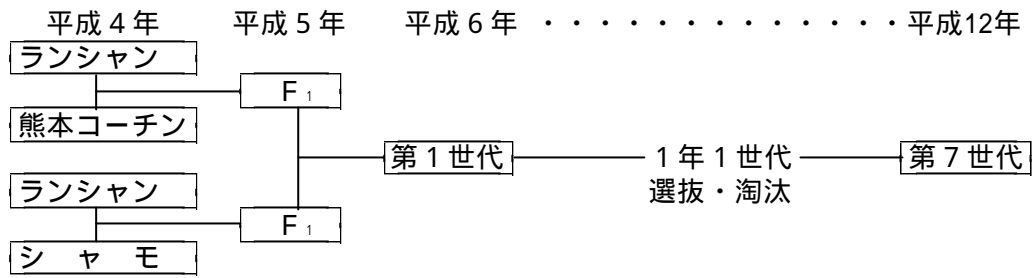 平成４年　平成５年　平成６年　・・・・・・・・・・・・・平成12年
ランシャン
Ｆ₁
熊本コーチン
第１世代　１年１世代　第７世代
選抜・淘汰
ランシャン
Ｆ₁
シャモ